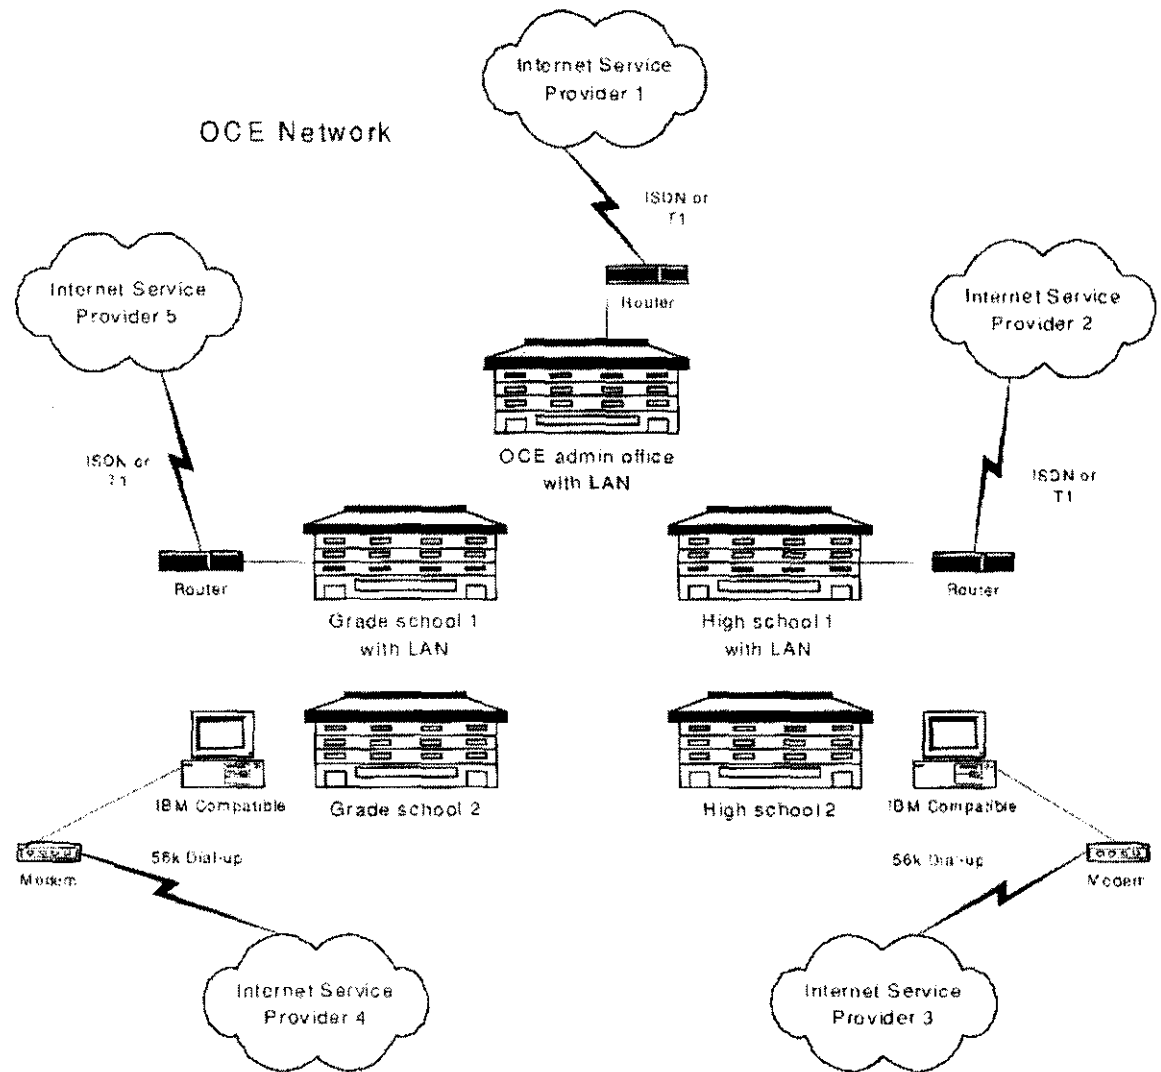 Internet Service
Provider 1
OCE Network
ISDN or
T1
Router
Internet Service
Provider 5
Internet Service
Provider 2
OCE admin office
with LAN
ISDN or
T1
ISDN or
T1
Router
Router
Grade school 1
with LAN
High school 1
with LAN
IBM Compatible
Grade school 2
High school 2
IBM Compatible
56k Dial-up
56k Dial-up
Modem
Modem
Internet Service
Provider 4
Internet Service
Provider 3